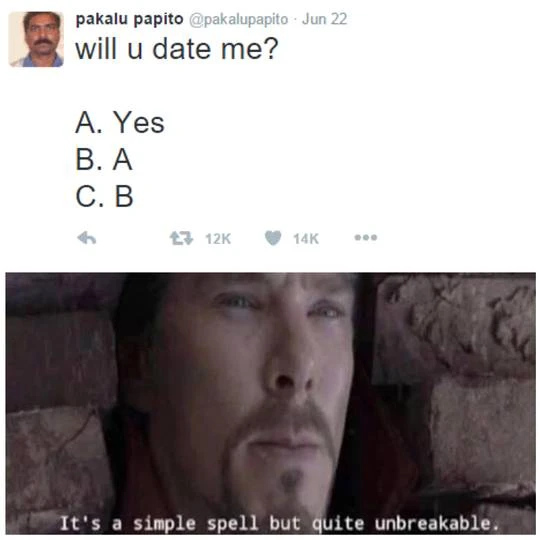 pakalu papito @pakalupapito · Jun 22
will u date me?
A. Yes
B. A
C. B
12K 14K
It's a simple spell but quite unbreakable.